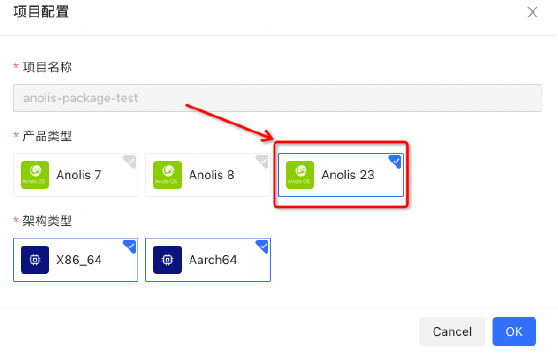 项目配置
* 项目名称
anolis-package-test
* 产品类型
Anolis OS Anolis 7
Anolis OS Anolis 8
Anolis OS Anolis 23
* 架构类型
X86_64
Aarch64
Cancel
OK